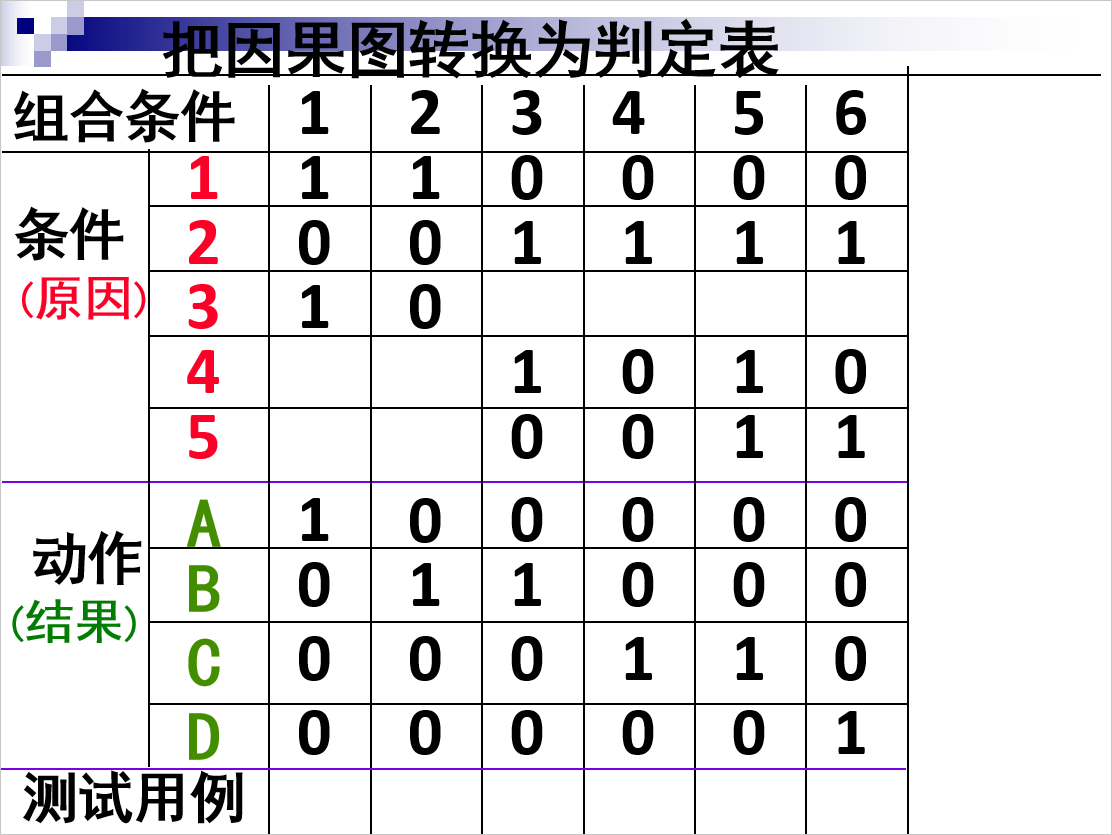 把因果图转换为判定表
组合条件 1 2 3 4 5 6
条件
(原因)
1 1 1 0 0 0 0
2 0 0 1 1 1 1
3 1 0
4 1 0 1 0
5 0 0 1 1
动作
(结果)
A 1 0 0 0 0 0
B 0 1 1 0 0 0
C 0 0 0 1 1 0
D 0 0 0 0 0 1
测试用例